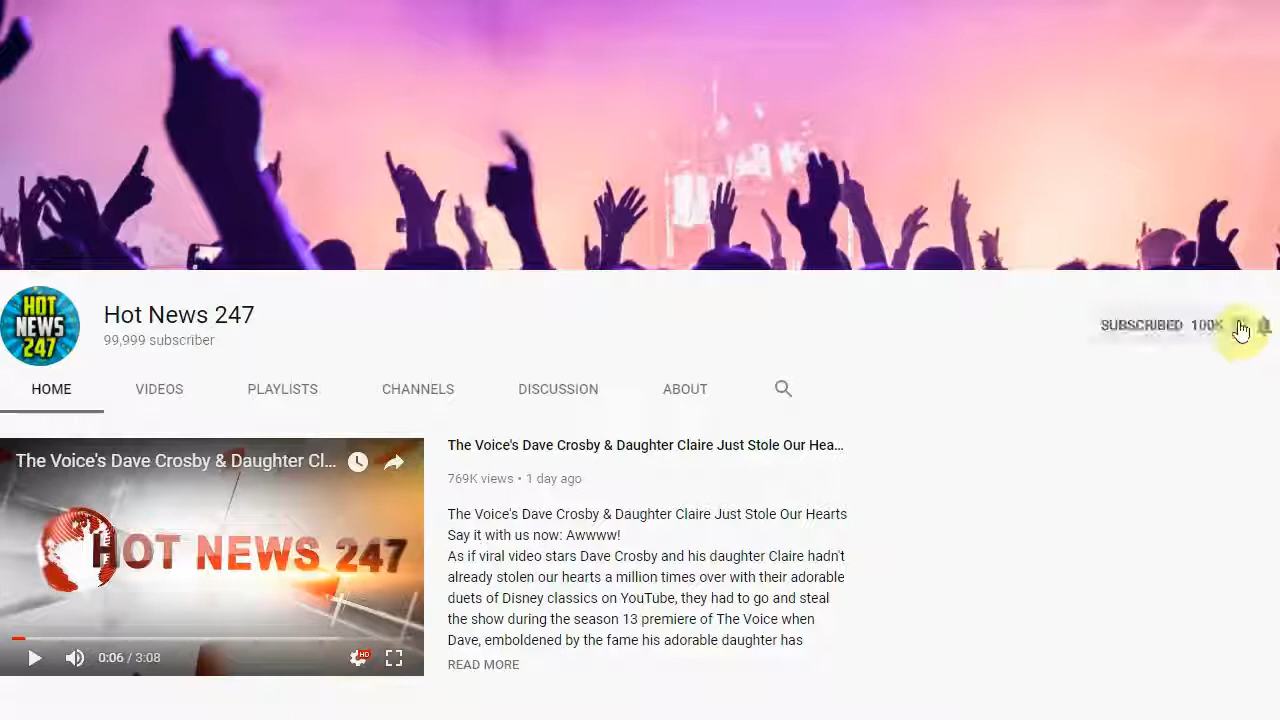 HOT
NEWS
247
Hot News 247
99,999 subscriber
SUBSCRIBED 100K
HOME VIDEOS PLAYLISTS CHANNELS DISCUSSION ABOUT
The Voice's Dave Crosby & Daughter Cl...
HOT NEWS 247
0:06 / 3:08
HD
The Voice's Dave Crosby & Daughter Claire Just Stole Our Hea...
769K views • 1 day ago
The Voice's Dave Crosby & Daughter Claire Just Stole Our Hearts
Say it with us now: Awwww!
As if viral video stars Dave Crosby and his daughter Claire hadn't
already stolen our hearts a million times over with their adorable
duets of Disney classics on YouTube, they had to go and steal
the show during the season 13 premiere of The Voice when
Dave, emboldened by the fame his adorable daughter has
READ MORE